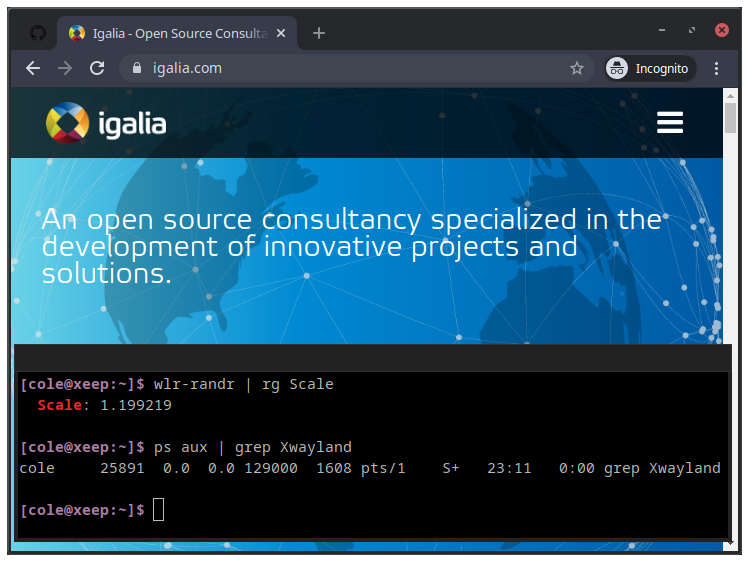 Igalia - Open Source Consulta
igalia.com
Incognito
igalia
An open source consultancy specialized in the
development of innovative projects and
solutions.
[cole@xeep:~]$ wlr-randr | rg Scale
Scale: 1.199219
[cole@xeep:~]$ ps aux | grep Xwayland
cole 25891 0.0 0.0 129000 1608 pts/1 S+ 23:11 0:00 grep Xwayland
[cole@xeep:~]$